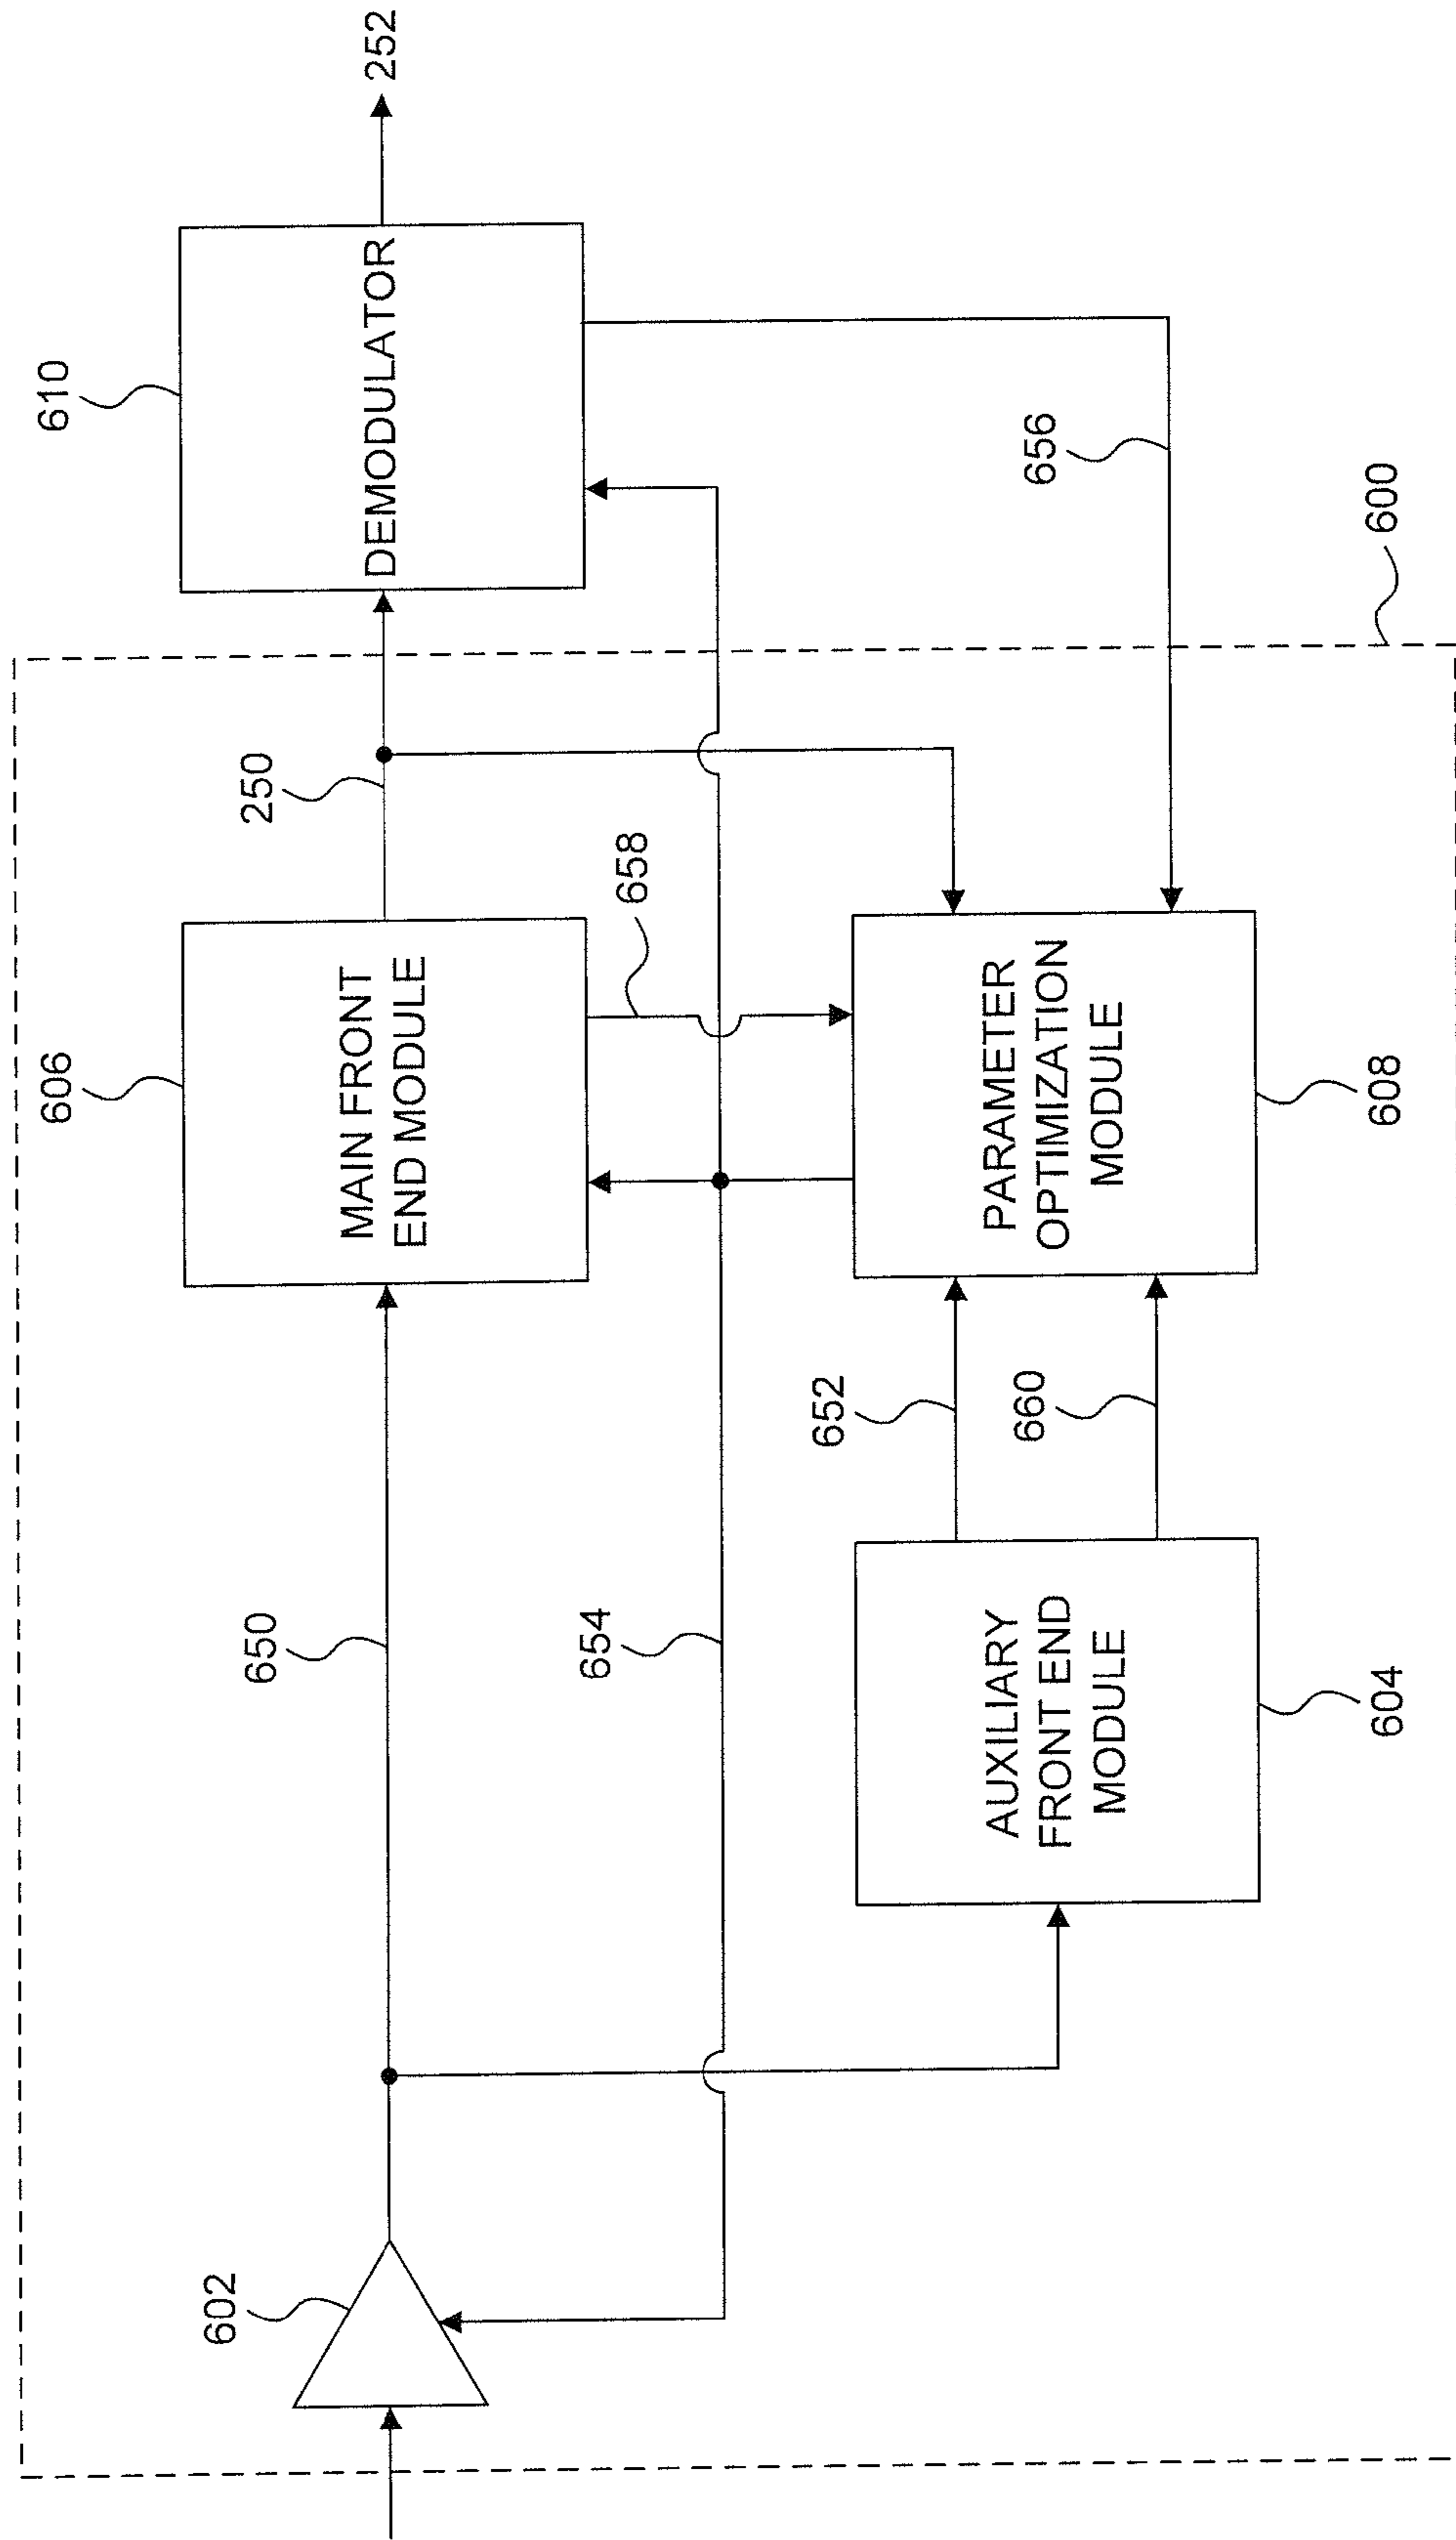 602
650
606
MAIN FRONT
END MODULE
250
610
DEMODULATOR
252
654
658
656
652
660
AUXILIARY
FRONT END
MODULE
604
PARAMETER
OPTIMIZATION
MODULE
608
600